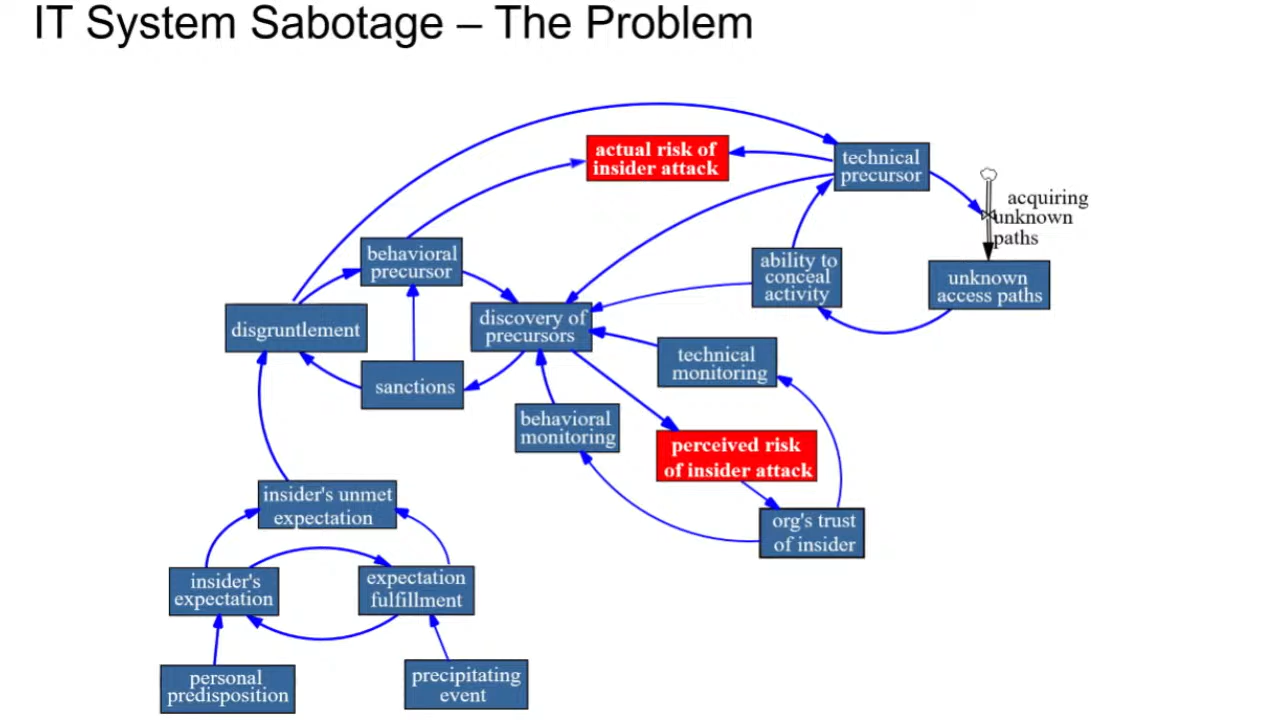 IT System Sabotage – The Problem
actual risk of
insider attack
technical
precursor
acquiring
unknown
paths
behavioral
precursor
ability to
conceal
activity
unknown
access paths
disgruntlement
discovery of
precursors
technical
monitoring
sanctions
behavioral
monitoring
perceived risk
of insider attack
insider's unmet
expectation
org's trust
of insider
insider's
expectation
expectation
fulfillment
personal
predisposition
precipitating
event